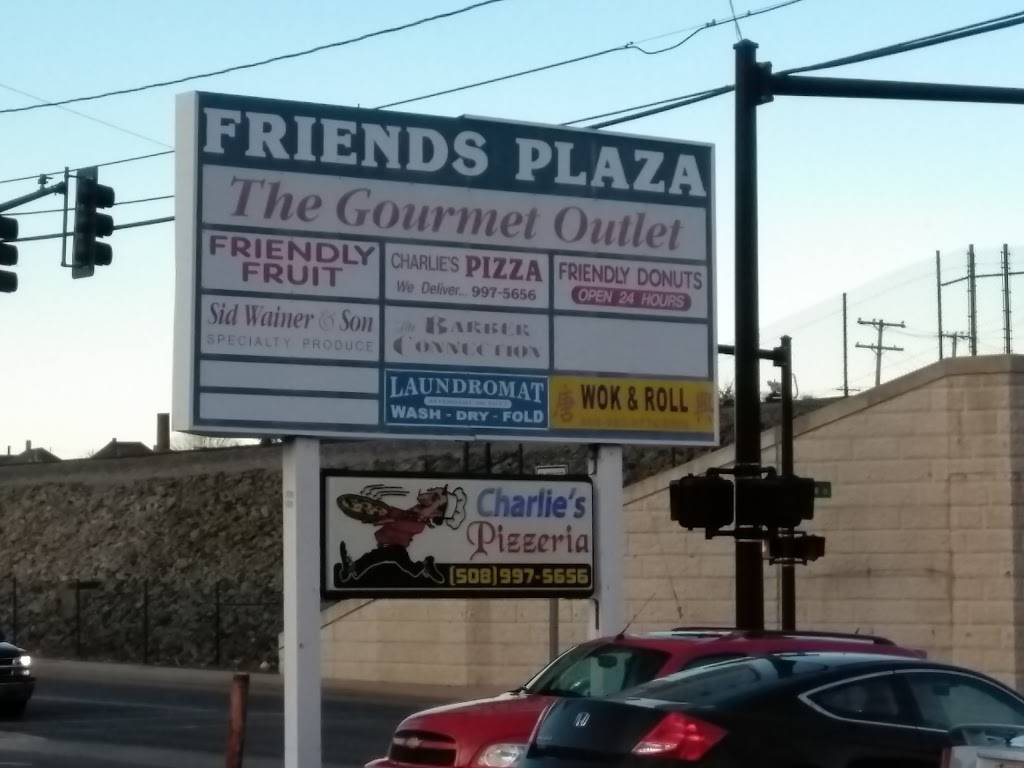 FRIENDS PLAZA
The Gourmet Outlet
FRIENDLY
FRUIT
CHARLIE'S PIZZA
We Deliver... 997-5656
FRIENDLY DONUTS
OPEN 24 HOURS
Sid Wainer & Son
SPECIALTY PRODUCE
The BARBER
CONNECTION
LAUNDROMAT
WASH - DRY - FOLD
WOK & ROLL
Charlie's
Pizzeria
(508)997-5656